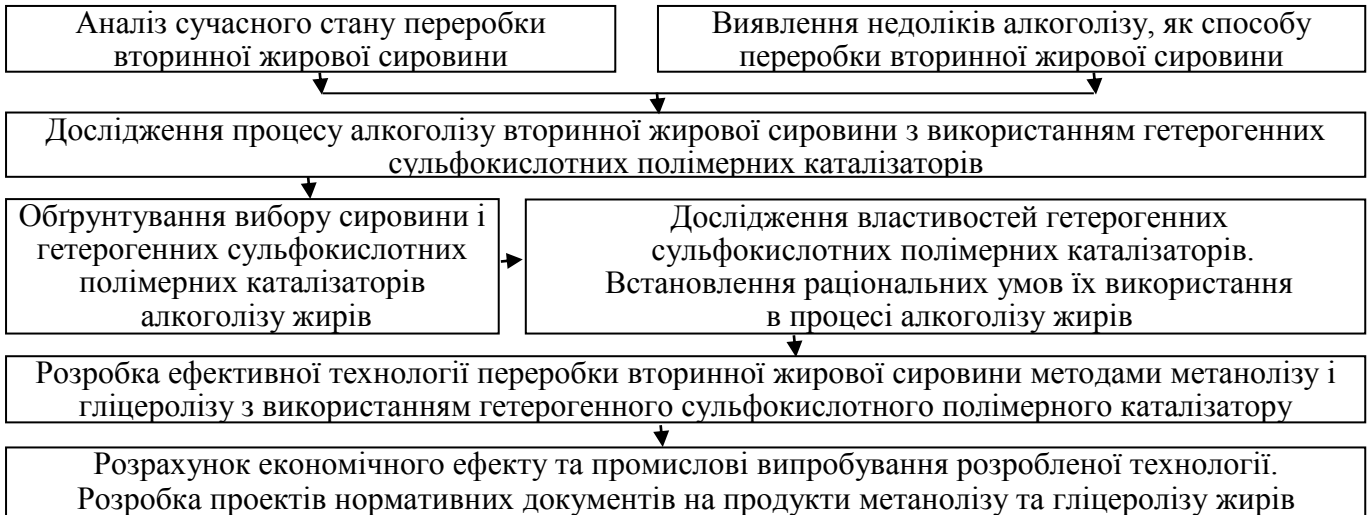 Аналіз сучасного стану переробки
вторинної жирової сировини
Виявлення недоліків алкоголізу, як способу
переробки вторинної жирової сировини
Дослідження процесу алкоголізу вторинної жирової сировини з використанням гетерогенних
сульфокислотних полімерних каталізаторів
Обґрунтування вибору сировини і
гетерогенних сульфокислотних
полімерних каталізаторів
алкоголізу жирів
Дослідження властивостей гетерогенних
сульфокислотних полімерних каталізаторів.
Встановлення раціональних умов їх використання
в процесі алкоголізу жирів
Розробка ефективної технології переробки вторинної жирової сировини методами метанолізу і
гліцеролізу з використанням гетерогенного сульфокислотного полімерного каталізатору
Розрахунок економічного ефекту та промислові випробування розробленої технології.
Розробка проектів нормативних документів на продукти метанолізу та гліцеролізу жирів